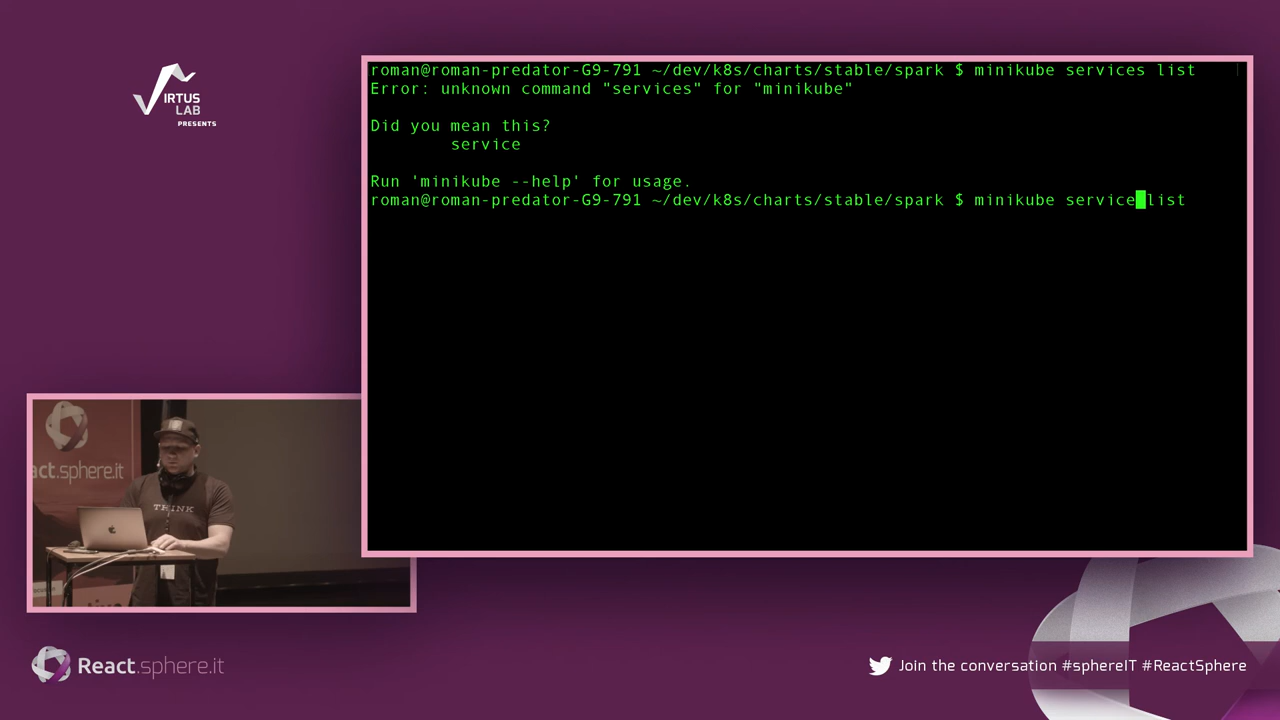 IRTUS
LAB
PRESENTS
roman@roman-predator-G9-791 ~/dev/k8s/charts/stable/spark $ minikube services list
Error: unknown command "services" for "minikube"
Did you mean this?
service
Run 'minikube --help' for usage.
roman@roman-predator-G9-791 ~/dev/k8s/charts/stable/spark $ minikube service list
act.sphere.it
THINK
React.sphere.it
Join the conversation #sphereIT #ReactSphere